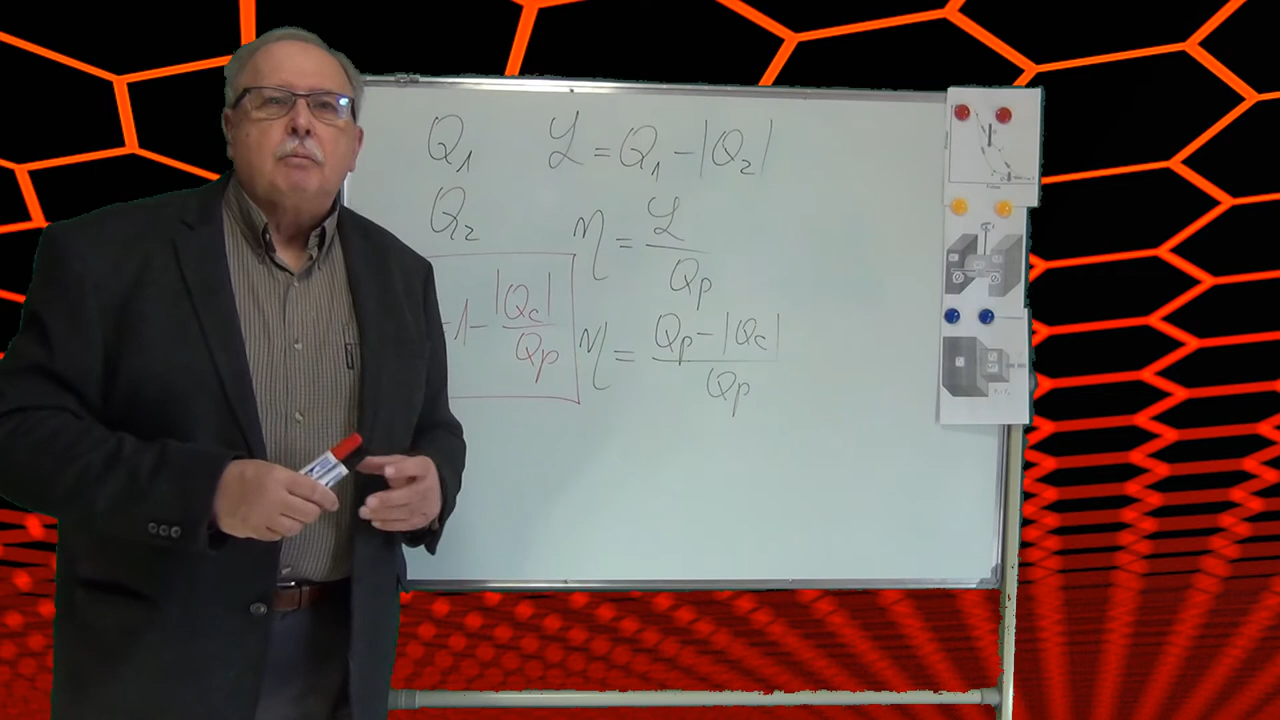 Q₁ ℒ = Q₁ - |Q₂|
Q₂
η = ℒ / Qp
- 1 - |Qc| / Qp
η = (Qp - |Qc|) / Qp